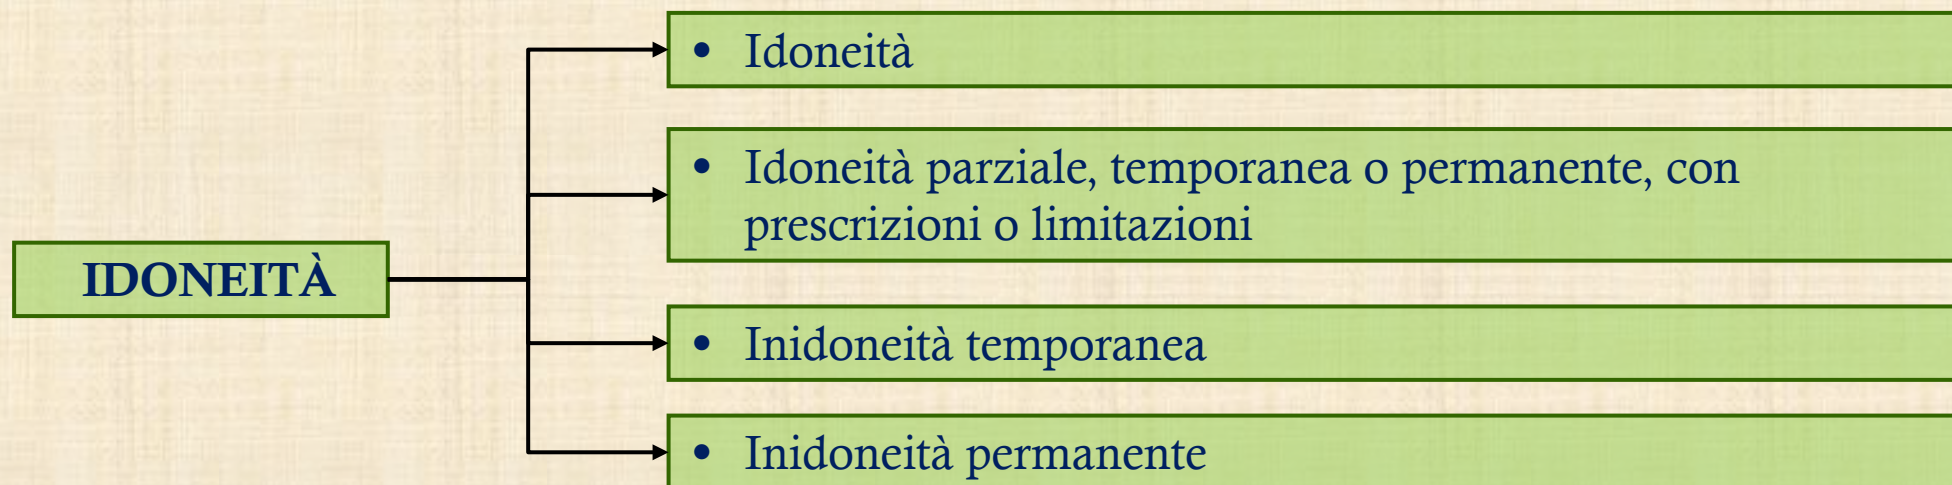 • Idoneità
• Idoneità parziale, temporanea o permanente, con
prescrizioni o limitazioni
IDONEITÀ
• Inidoneità temporanea
• Inidoneità permanente